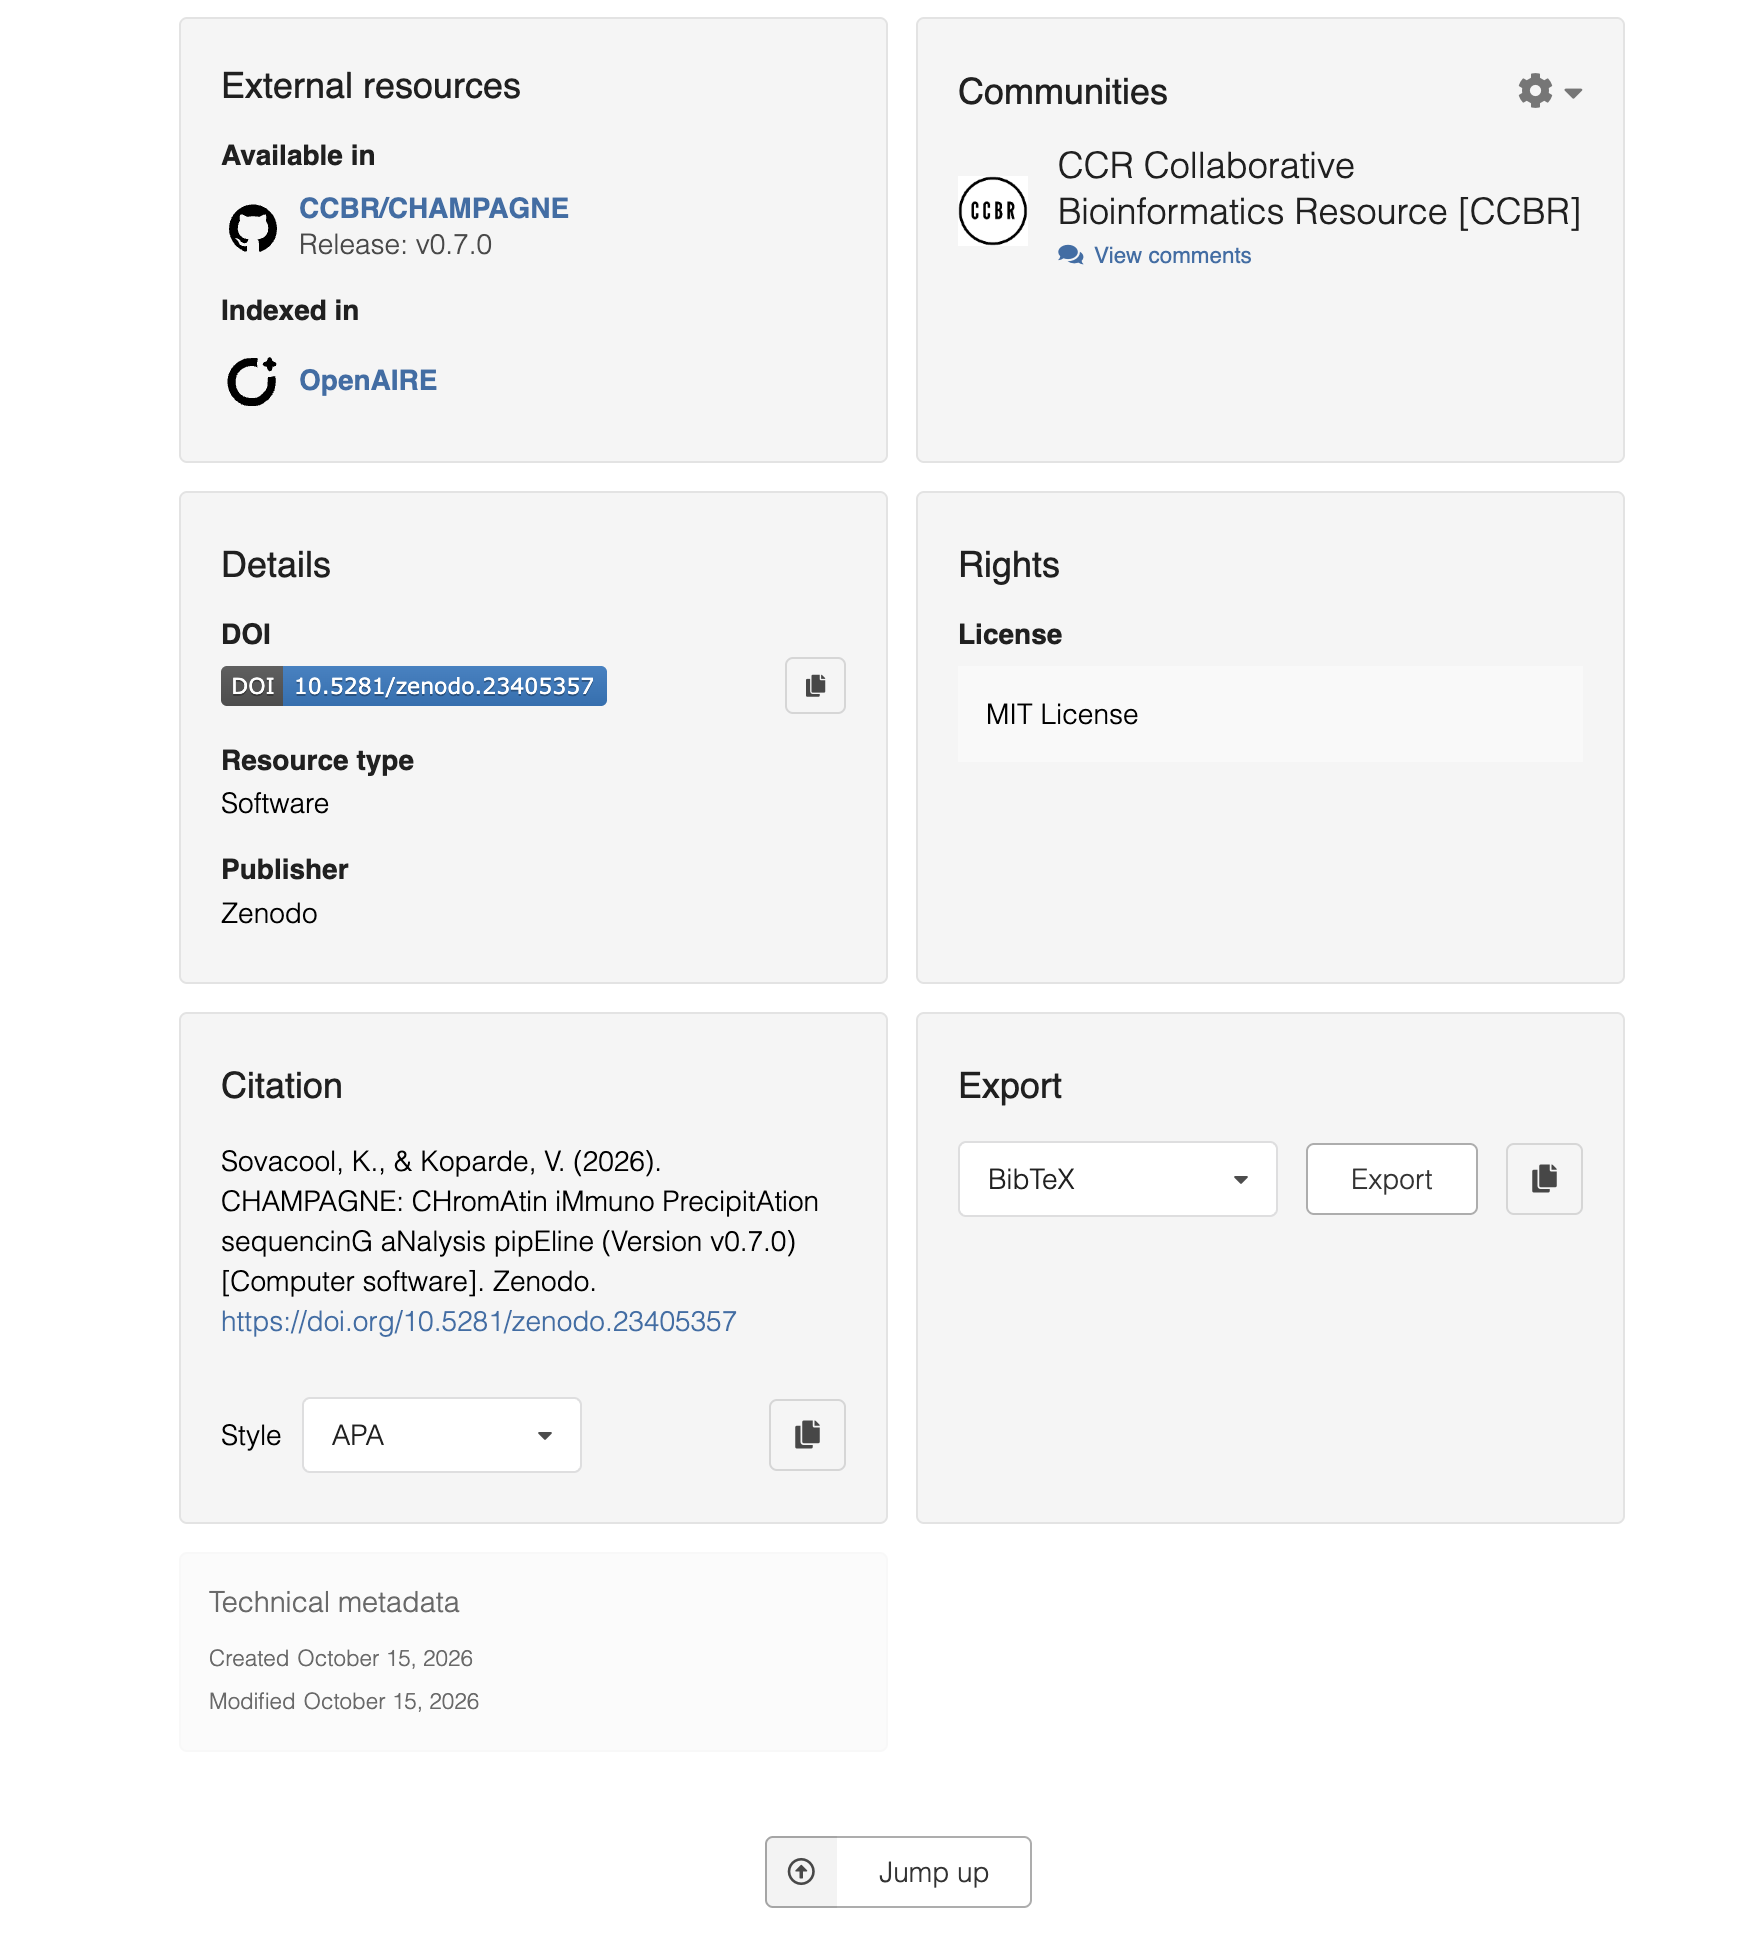 External resources
Available in
CCBR/CHAMPAGNE
Release: v0.7.0
Indexed in
OpenAIRE
Communities
CCBR
CCR Collaborative
Bioinformatics Resource [CCBR]
View comments
Details
DOI
DOI 10.5281/zenodo.23405357
Resource type
Software
Publisher
Zenodo
Rights
License
MIT License
Citation
Sovacool, K., & Koparde, V. (2026).
CHAMPAGNE: CHromAtin iMmuno PrecipitAtion
sequencinG aNalysis pipEline (Version v0.7.0)
[Computer software]. Zenodo.
https://doi.org/10.5281/zenodo.23405357
Style APA
Export
BibTeX Export
Technical metadata
Created October 15, 2026
Modified October 15, 2026
Jump up